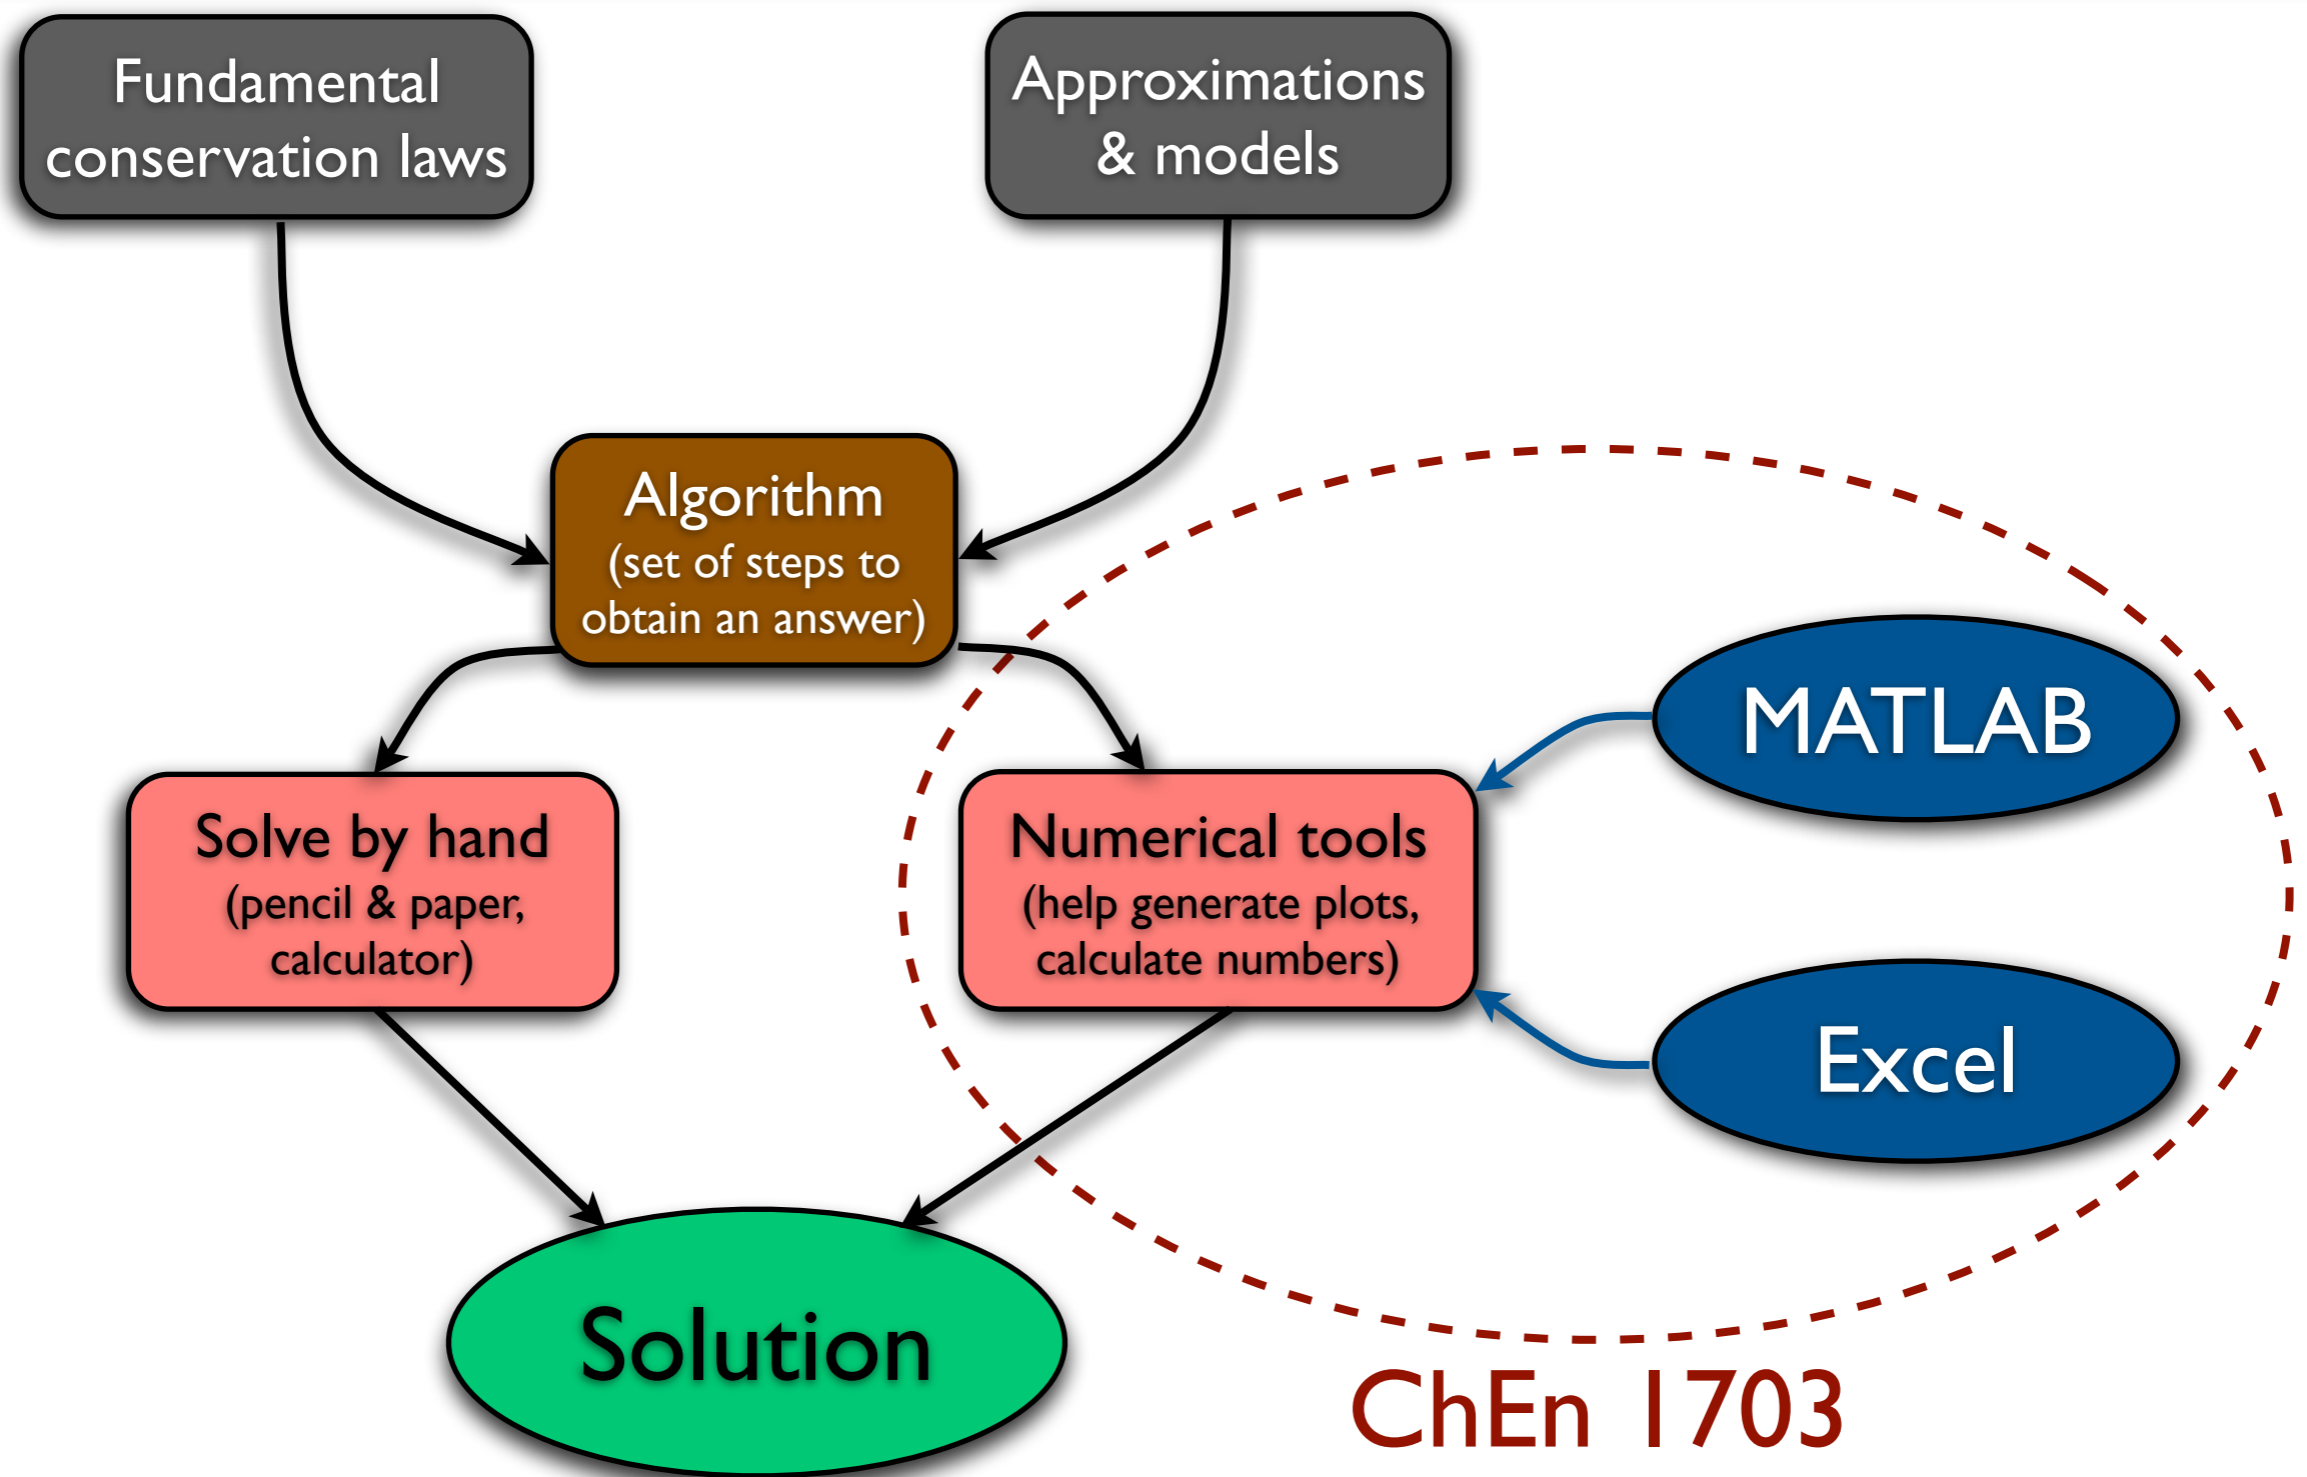 Fundamental
conservation laws
Approximations
& models
Algorithm
(set of steps to
obtain an answer)
Solve by hand
(pencil & paper,
calculator)
Numerical tools
(help generate plots,
calculate numbers)
MATLAB
Excel
Solution
ChEn 1703